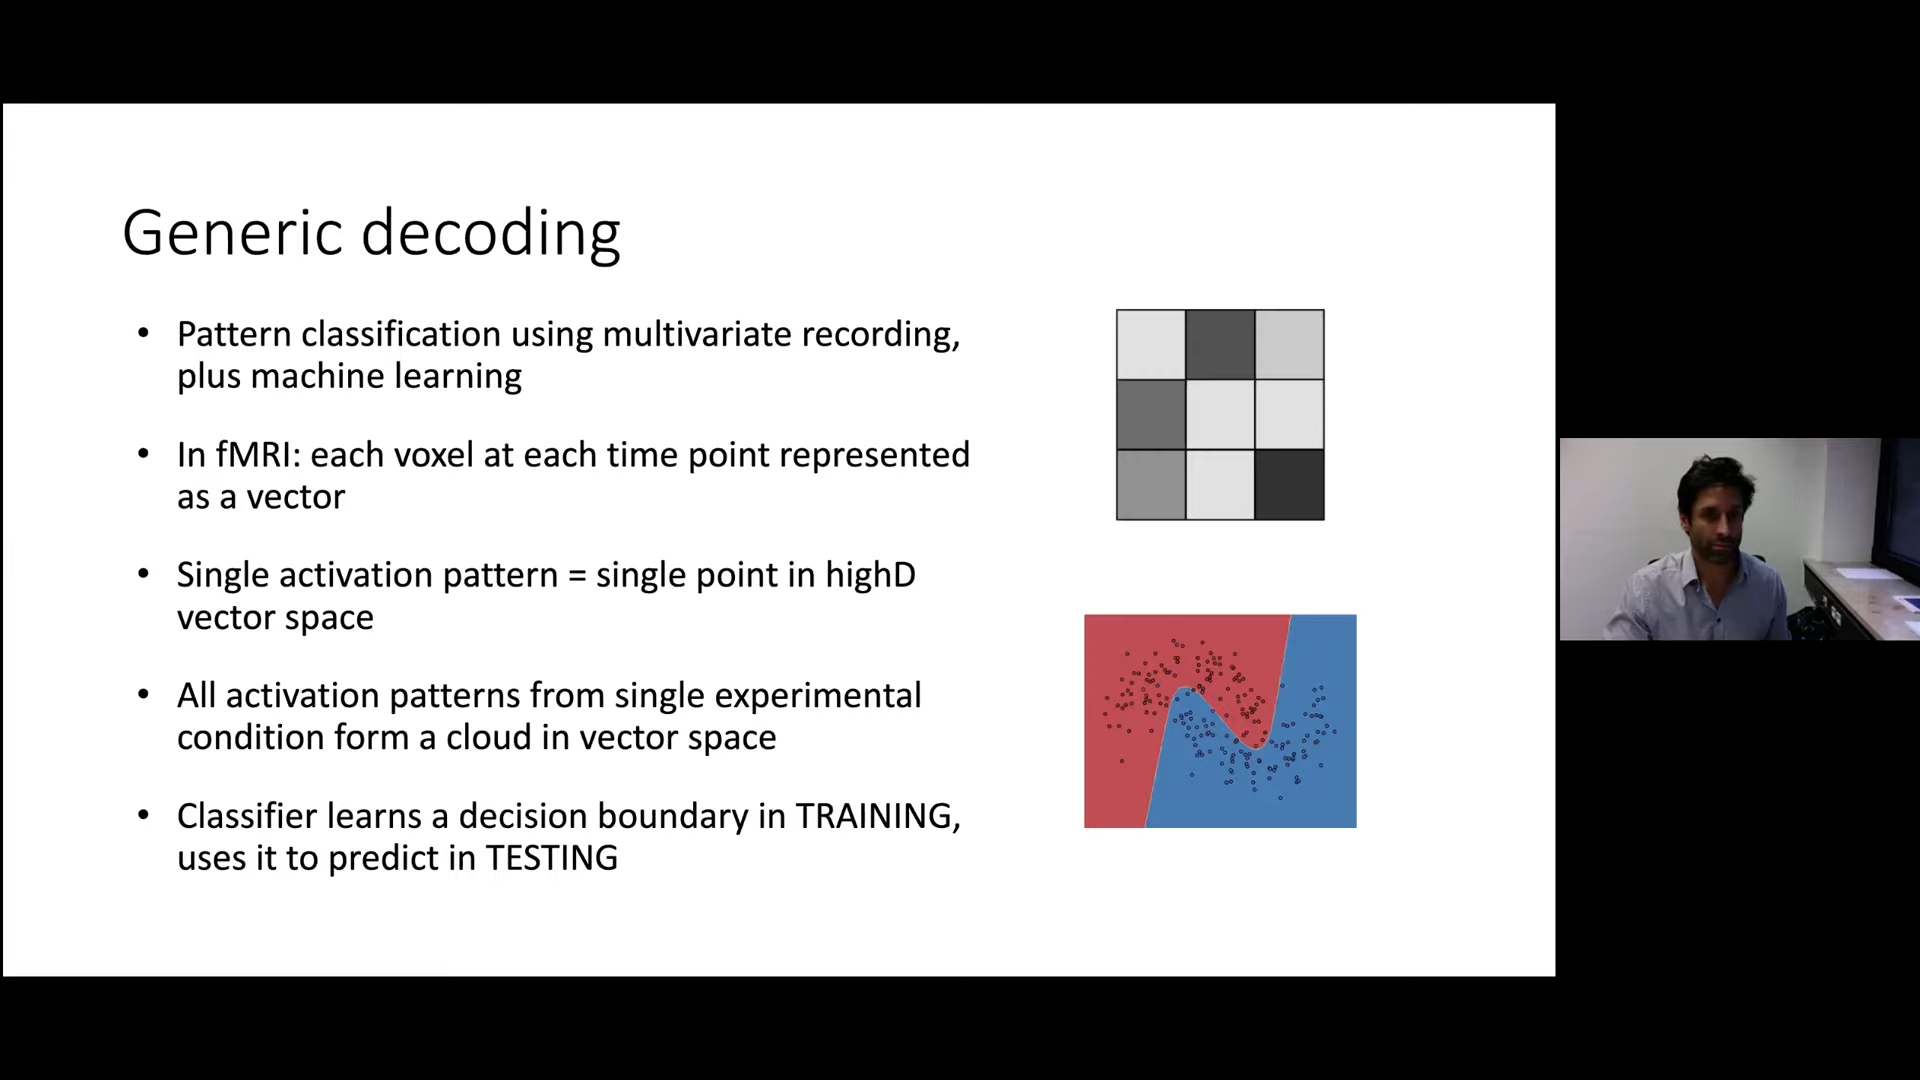 Generic decoding
• Pattern classification using multivariate recording,
plus machine learning
• In fMRI: each voxel at each time point represented
as a vector
• Single activation pattern = single point in highD
vector space
• All activation patterns from single experimental
condition form a cloud in vector space
• Classifier learns a decision boundary in TRAINING,
uses it to predict in TESTING